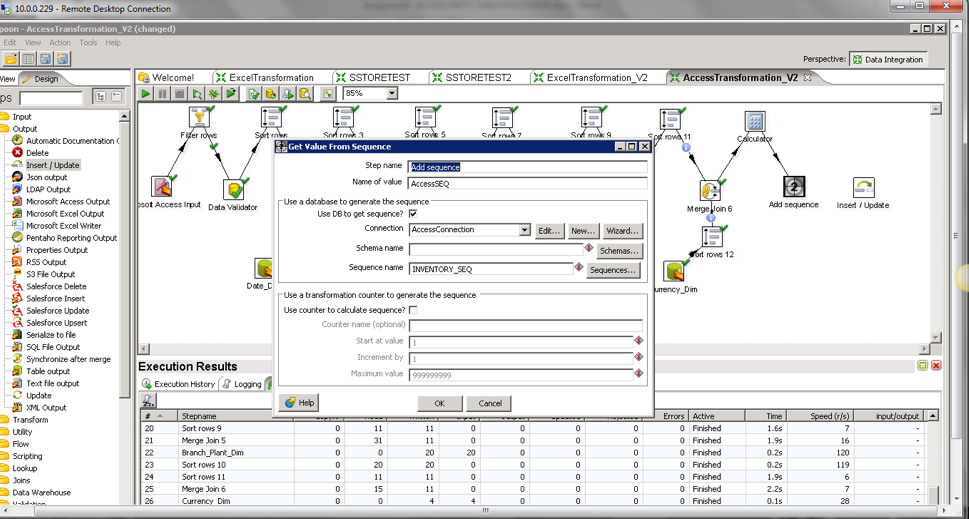 10.0.0.229 - Remote Desktop Connection
poon - AccessTransformation_V2 (changed)
Edit View Action Tools Help
Perspective: Data Integration
View Design
Welcome! ExcelTransformation SSTORETEST SSTORETEST2 ExcelTransformation_V2 AccessTransformation_V2
ps
85%
Input
Output
Automatic Documentation O
Delete
Insert / Update
Json output
LDAP Output
Microsoft Access Output
Microsoft Excel Output
Microsoft Excel Writer
Pentaho Reporting Output
Properties Output
RSS Output
S3 File Output
Salesforce Delete
Salesforce Insert
Salesforce Update
Salesforce Upsert
Serialize to file
SQL File Output
Synchronize after merge
Table output
Text file output
Update
XML Output
Transform
Utility
Flow
Scripting
Lookup
Joins
Data Warehouse
Validation
Filter rows
Sort rows 3
Sort rows 5
Sort rows 7
Sort rows 11
Calculator
osoft Access Input
Data Validator
Merge Join 6
Add sequence
Insert / Update
Sort rows 12
Date_D
urrency_Dim
Get Value From Sequence
Step name Add sequence
Name of value AccessSEQ
Use a database to generate the sequence
Use DB to get sequence?
Connection AccessConnection Edit... New... Wizard...
Schema name Schemas...
Sequence name INVENTORY_SEQ Sequences...
Use a transformation counter to generate the sequence
Use counter to calculate sequence?
Counter name (optional)
Start at value 1
Increment by 1
Maximum value 999999999
Help OK Cancel
Execution Results
Execution History Logging
# Stepname Errors Active Time Speed (r/s) input/output
20 Sort rows 9 0 11 11 0 0 0 0 0 Finished 1.6s 7 -
21 Merge Join 5 0 31 11 0 0 0 0 0 Finished 1.9s 16 -
22 Branch_Plant_Dim 0 0 20 20 0 0 0 0 Finished 0.2s 120 -
23 Sort rows 10 0 20 20 0 0 0 0 0 Finished 0.2s 119 -
24 Sort rows 11 0 11 11 0 0 0 0 0 Finished 1.9s 6 -
25 Merge Join 6 0 15 11 0 0 0 0 0 Finished 2.2s 7 -
26 Currency_Dim 0 0 4 4 0 0 0 0 Finished 0.1s 28 -